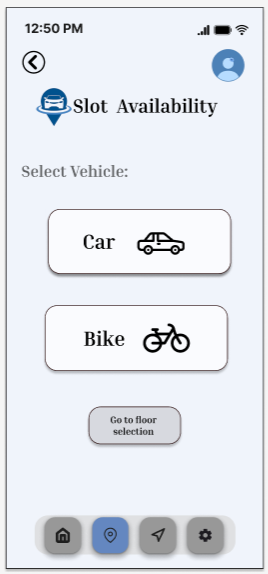 12:50 PM
Slot Availability
Select Vehicle:
Car
Bike
Go to floor
selection